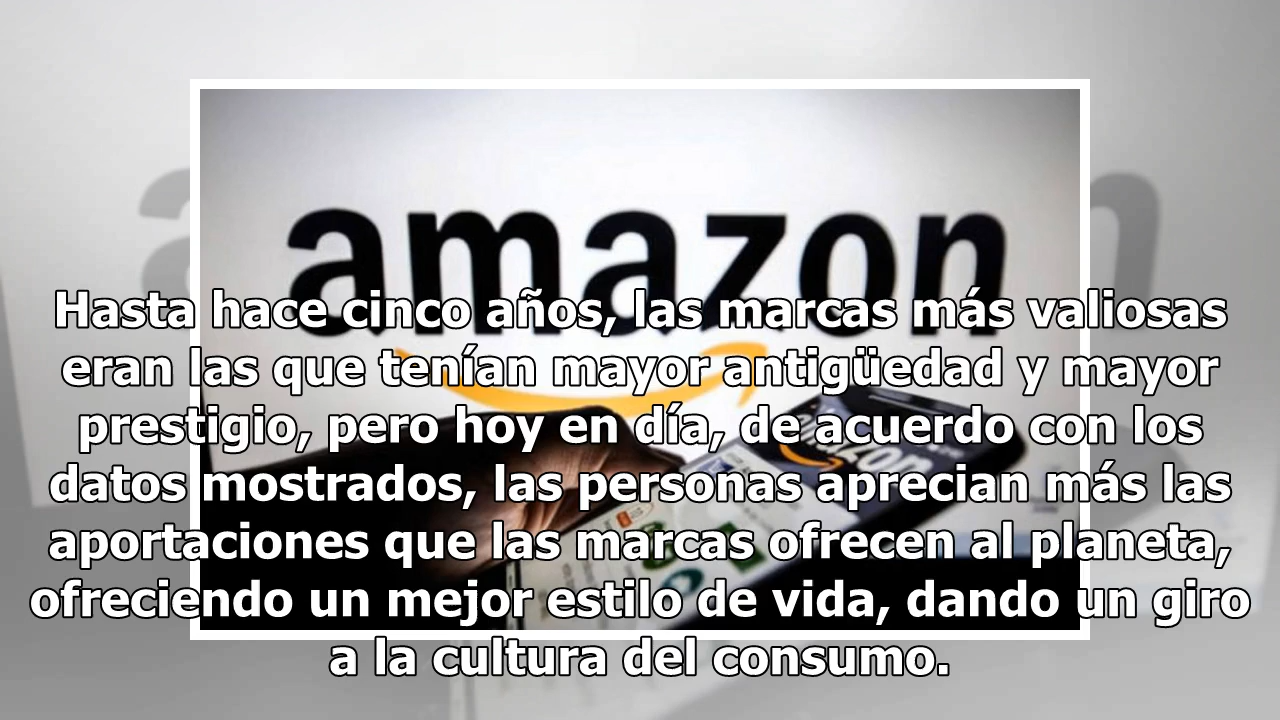 amazon
Hasta hace cinco años, las marcas más valiosas
eran las que tenían mayor antigüedad y mayor
prestigio, pero hoy en día, de acuerdo con los
datos mostrados, las personas aprecian más las
aportaciones que las marcas ofrecen al planeta,
ofreciendo un mejor estilo de vida, dando un giro
a la cultura del consumo.
amazon